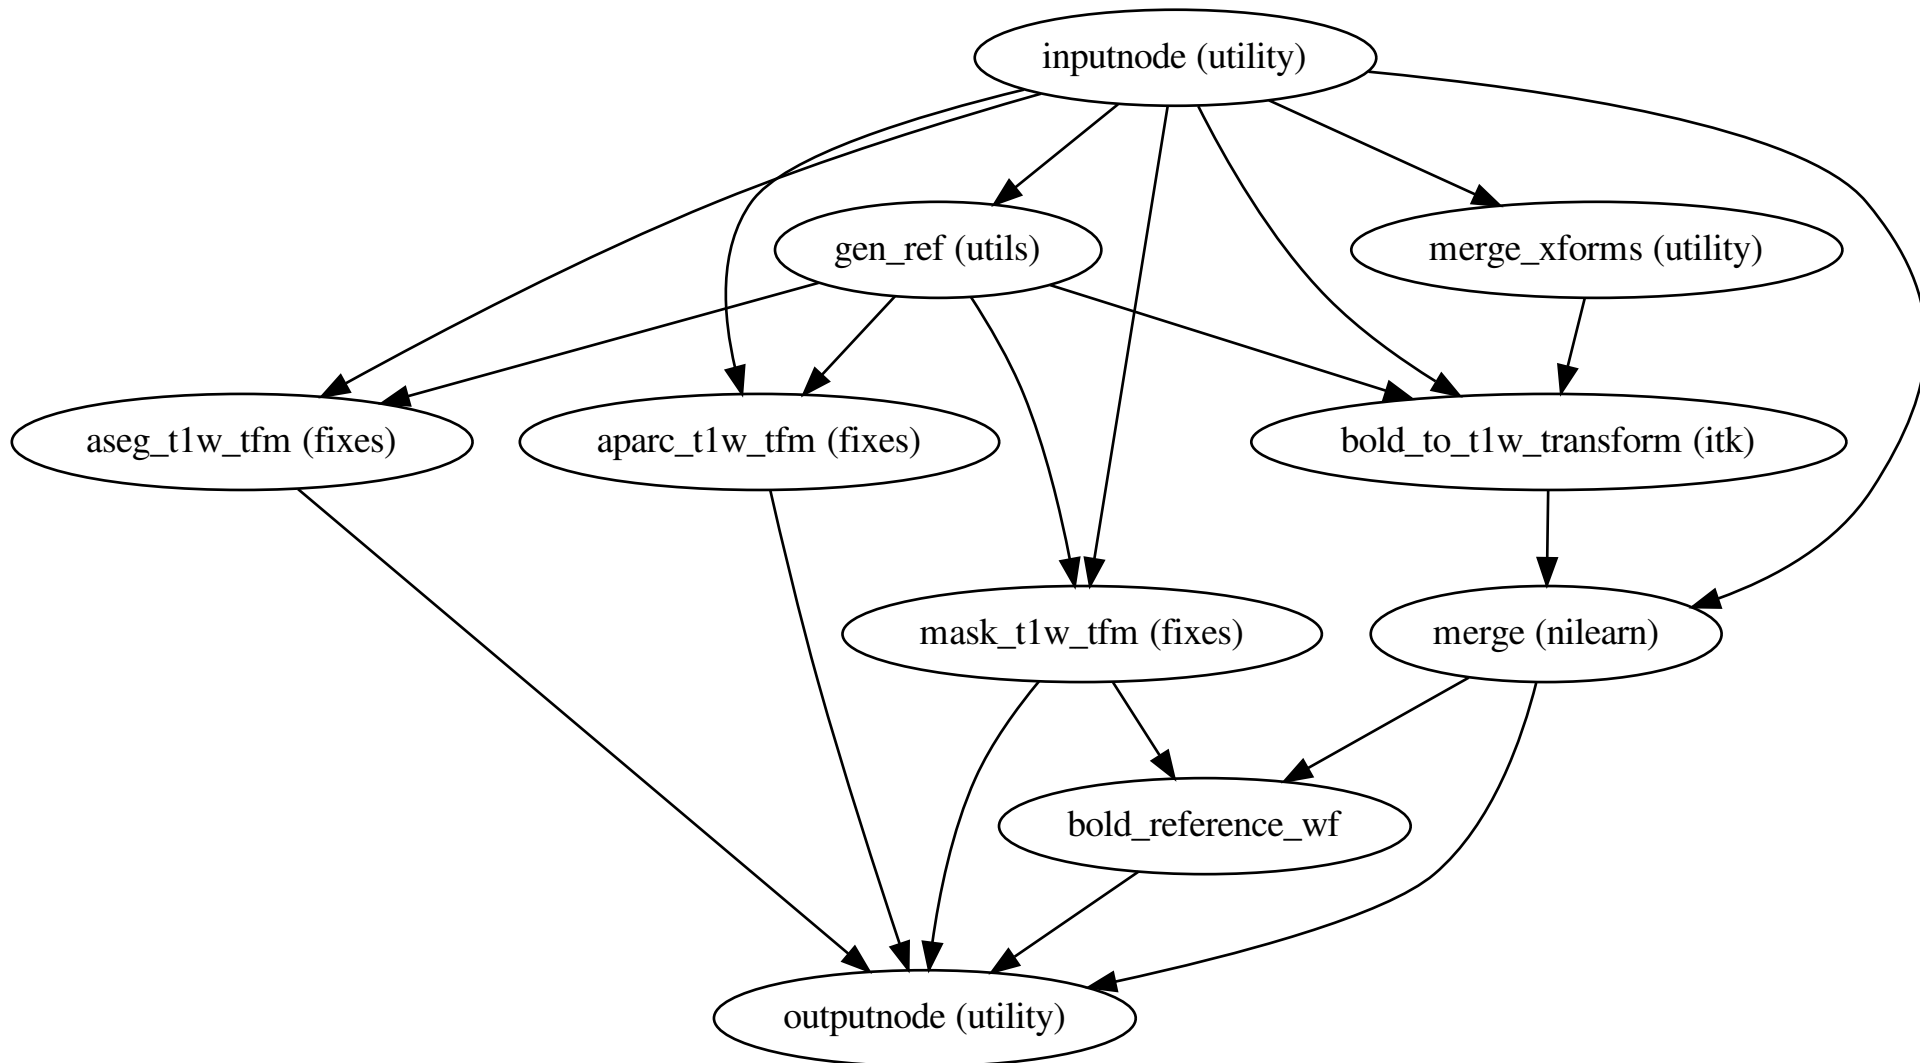 inputnode (utility)
gen_ref (utils)
merge_xforms (utility)
aseg_t1w_tfm (fixes)
aparc_t1w_tfm (fixes)
bold_to_t1w_transform (itk)
mask_t1w_tfm (fixes)
merge (nilearn)
bold_reference_wf
outputnode (utility)